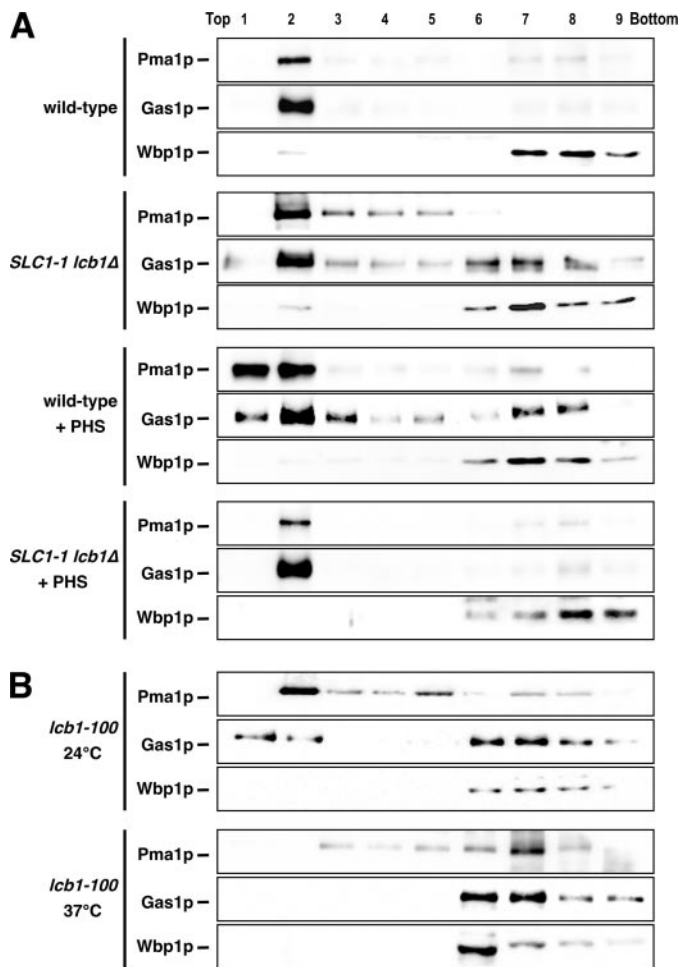 A
Top 1 2 3 4 5 6 7 8 9 Bottom
wild-type
Pma1p –
Gas1p –
Wbp1p –
SLC1-1 lcb1Δ
Pma1p –
Gas1p –
Wbp1p –
wild-type
+ PHS
Pma1p –
Gas1p –
Wbp1p –
SLC1-1 lcb1Δ
+ PHS
Pma1p –
Gas1p –
Wbp1p –
B
lcb1-100
24°C
Pma1p –
Gas1p –
Wbp1p –
lcb1-100
37°C
Pma1p –
Gas1p –
Wbp1p –